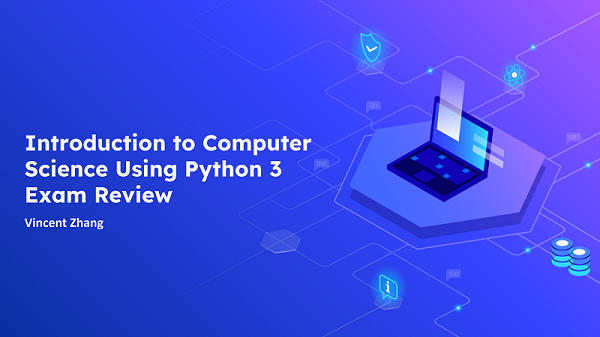 Introduction to Computer
Science Using Python 3
Exam Review
Vincent Zhang